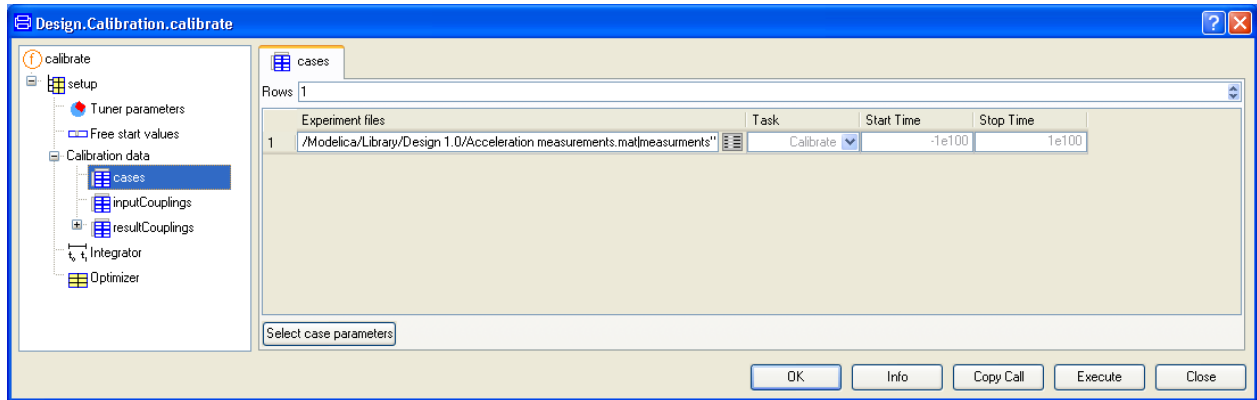 Design.Calibration.calibrate
calibrate
setup
Tuner parameters
Free start values
Calibration data
cases
inputCouplings
resultCouplings
Integrator
Optimizer
cases
Rows 1
Experiment files Task Start Time Stop Time
1 /Modelica/Library/Design 1.0/Acceleration measurements.mat|measurments" Calibrate -1e100 1e100
Select case parameters
OK Info Copy Call Execute Close